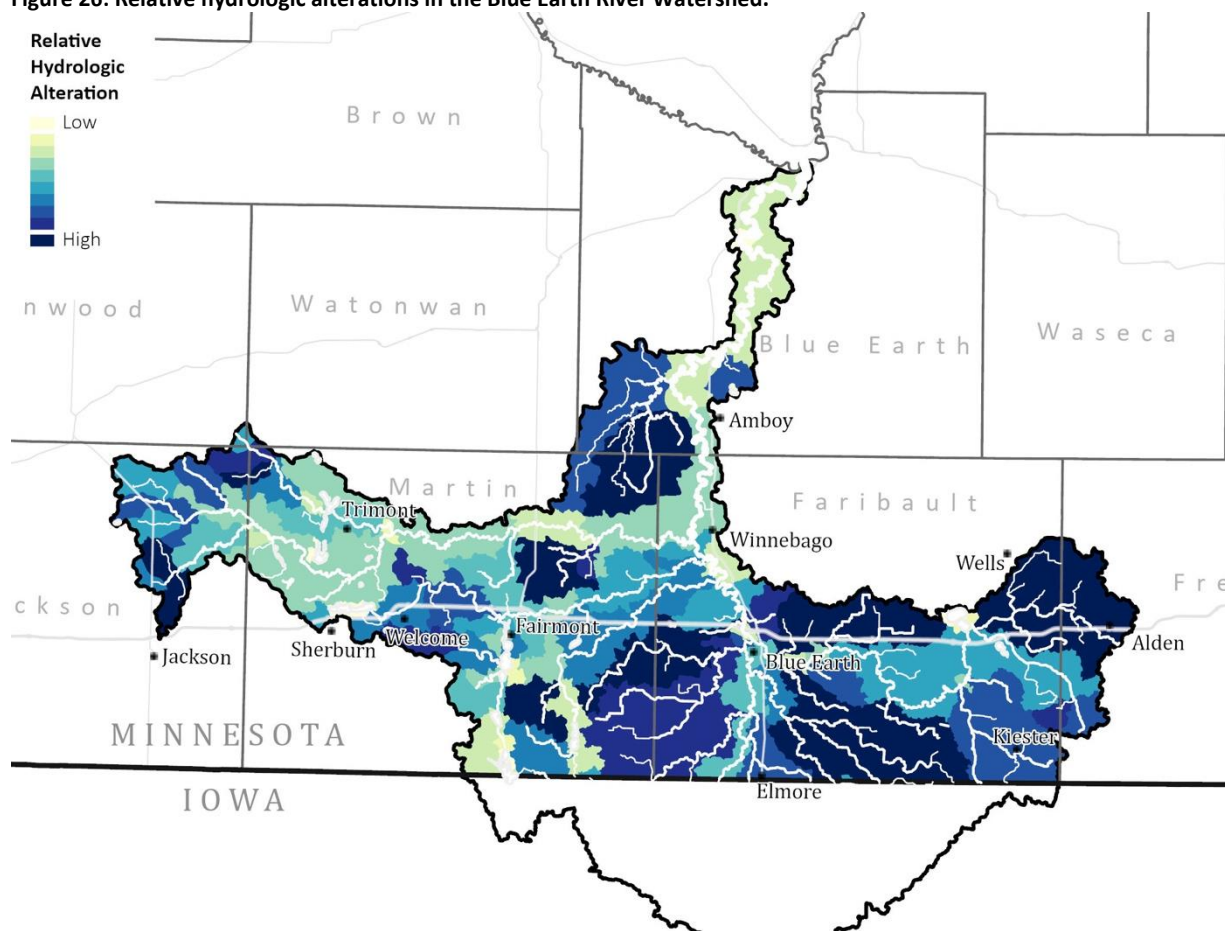 Figure 26: Relative hydrologic alterations in the Blue Earth River Watershed.
Relative
Hydrologic
Alteration
Low
High
Brown
nwood
Watonwan
Blue Earth
Waseca
Amboy
Martin
Faribault
Trimont
Winnebago
Wells
Fre
ckson
Jackson
Sherburn
Welcome
Fairmont
Blue Earth
Alden
MINNESOTA
Kiester
IOWA
Elmore